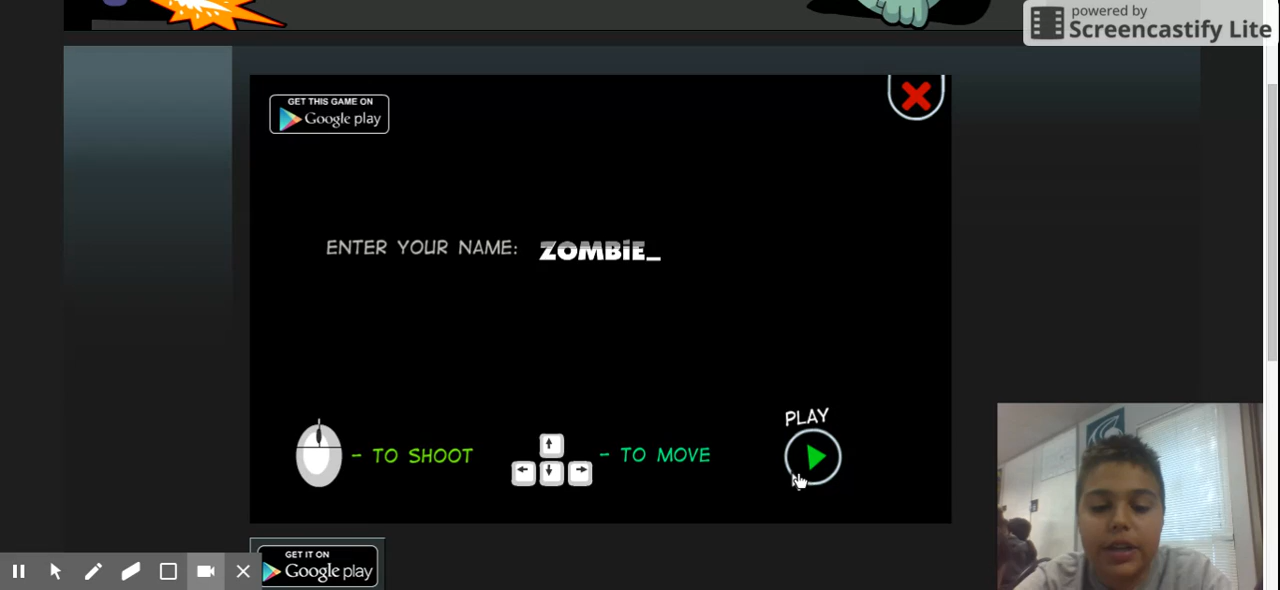 powered by
Screencastify Lite
GET THIS GAME ON
Google play
ENTER YOUR NAME: ZOMBiE_
PLAY
- TO SHOOT
- TO MOVE
GET IT ON
Google play